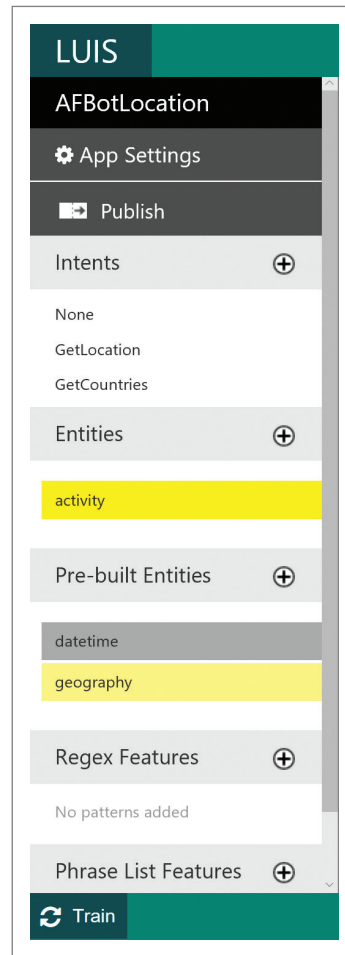 LUIS
AFBotLocation
App Settings
Publish
Intents
None
GetLocation
GetCountries
Entities
activity
Pre-built Entities
datetime
geography
Regex Features
No patterns added
Phrase List Features
Train